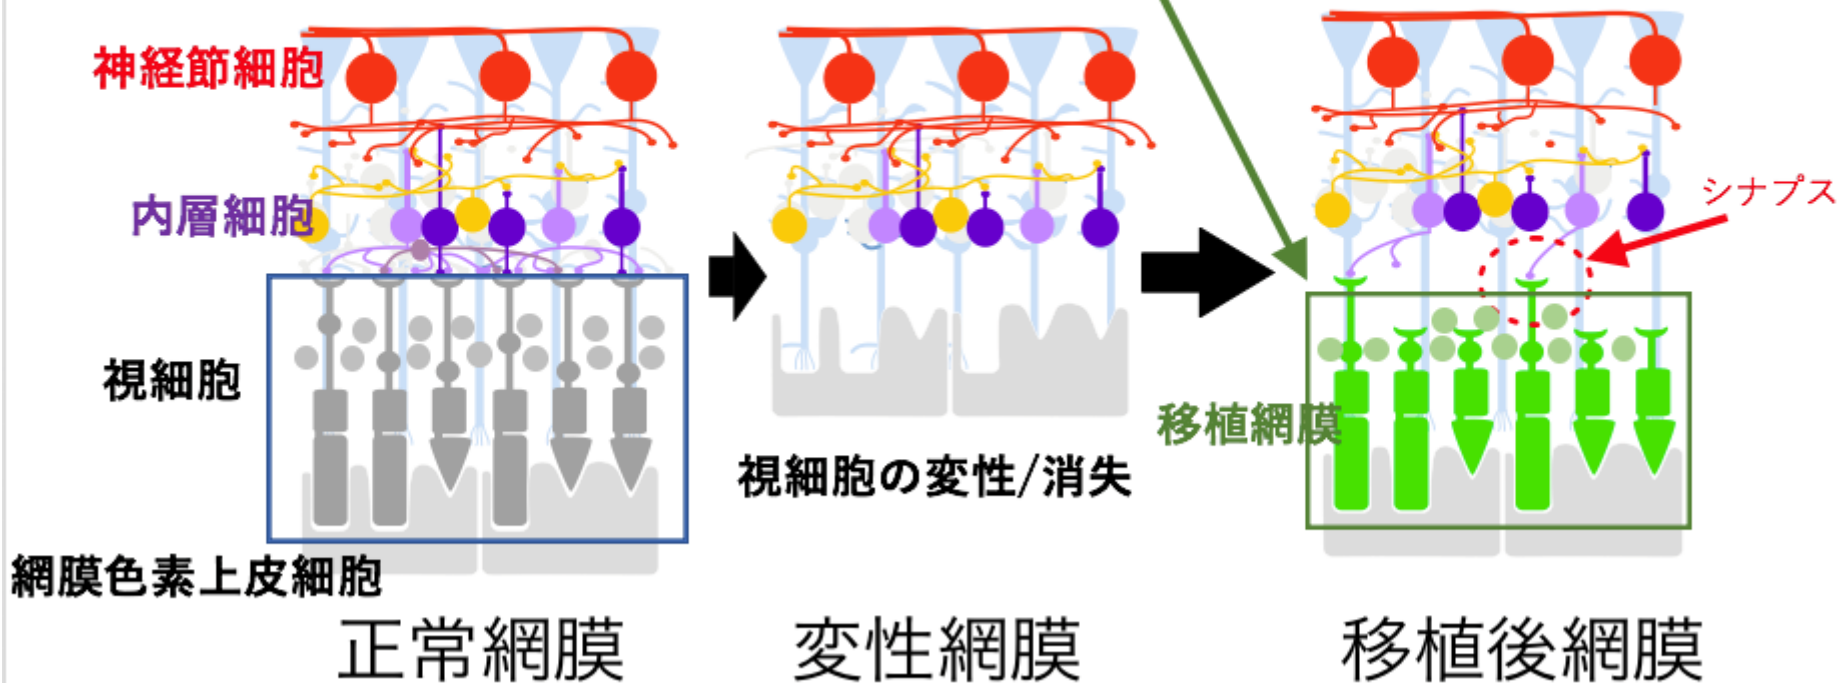 神経節細胞
内層細胞
視細胞
網膜色素上皮細胞
正常網膜
視細胞の変性/消失
変性網膜
シナプス
移植網膜
移植後網膜